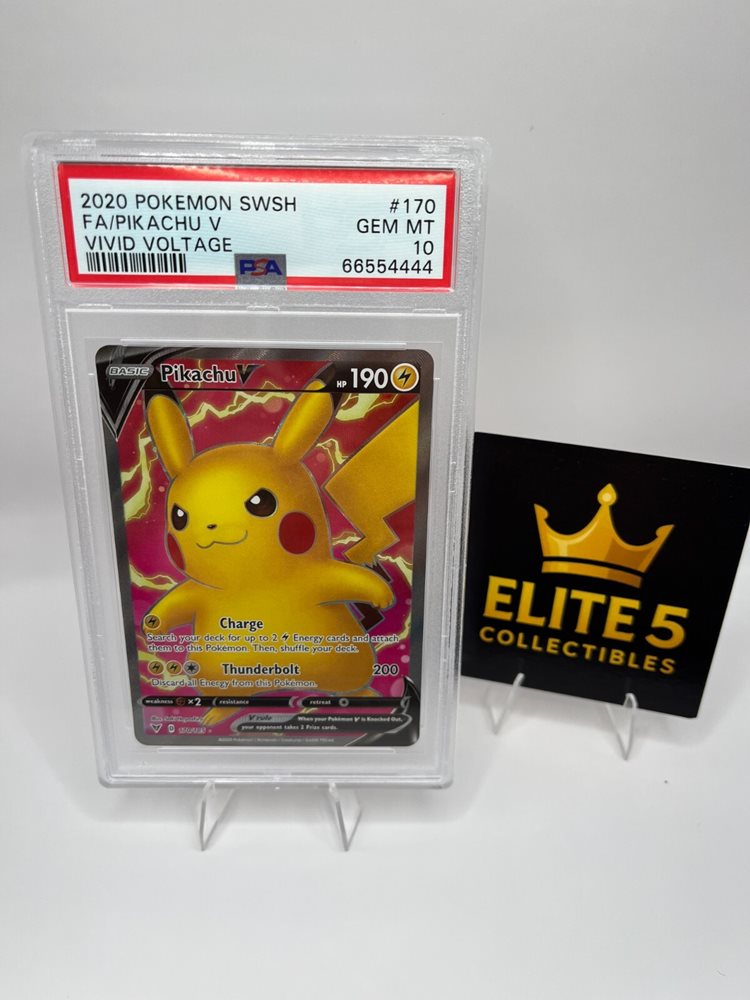 2020 POKEMON SWSH #170
FA/PIKACHU V GEM MT
VIVID VOLTAGE 10
PSA 66554444
BASIC Pikachu V HP 190
Charge
Search your deck for up to 2 Energy cards and attach
them to this Pokémon. Then, shuffle your deck.
Thunderbolt 200
Discard all Energy from this Pokémon.
weakness ×2 resistance retreat
V rule When your Pokémon V is Knocked Out,
your opponent takes 2 Prize cards.
170/185
ELITE 5
COLLECTIBLES